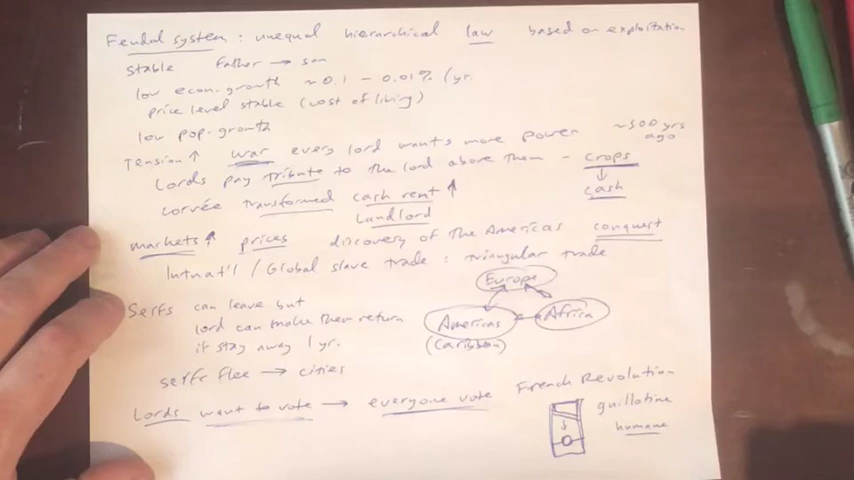 Feudal system : unequal hierarchical law based on exploitation
stable father → son
low econ. growth ~0.1 - 0.01% /yr.
price level stable (cost of living)
low pop. growth
Tension ↑ war every lord wants more power ~500 yrs ago
Lords pay tribute to the lord above them - crops
↓
corvée transformed cash rent ↑ cash
Landlord
markets ↑ prices discovery of the Americas conquest
Intnat'l / Global slave trade : triangular trade
Europe
Serfs can leave but
lord can make them return
if stay away 1 yr.
Americas Africa
(Caribbean)
serfs flee → cities
Lords want to vote → everyone vote
French Revolution
guillotine
humane